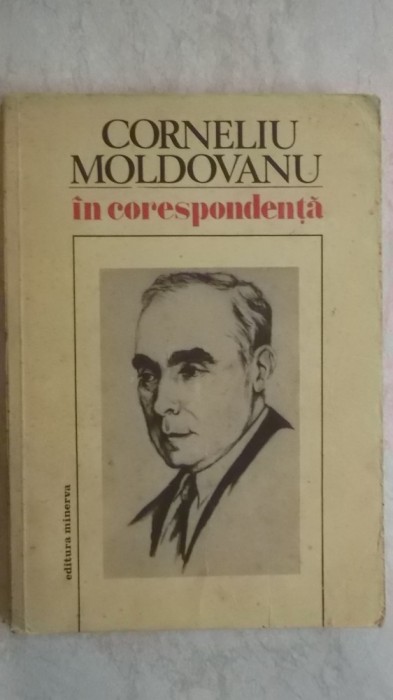 CORNELIU
MOLDOVANU
în corespondență
editura minerva